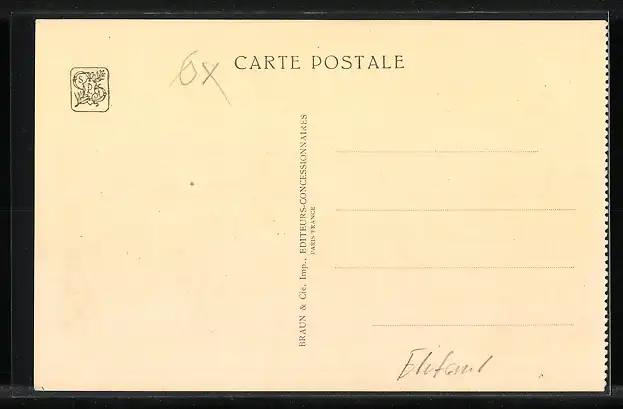 6x
CARTE POSTALE
BRAUN & Cie, Imp., EDITEURS-CONCESSIONNAIRES
PARIS FRANCE
Elefant